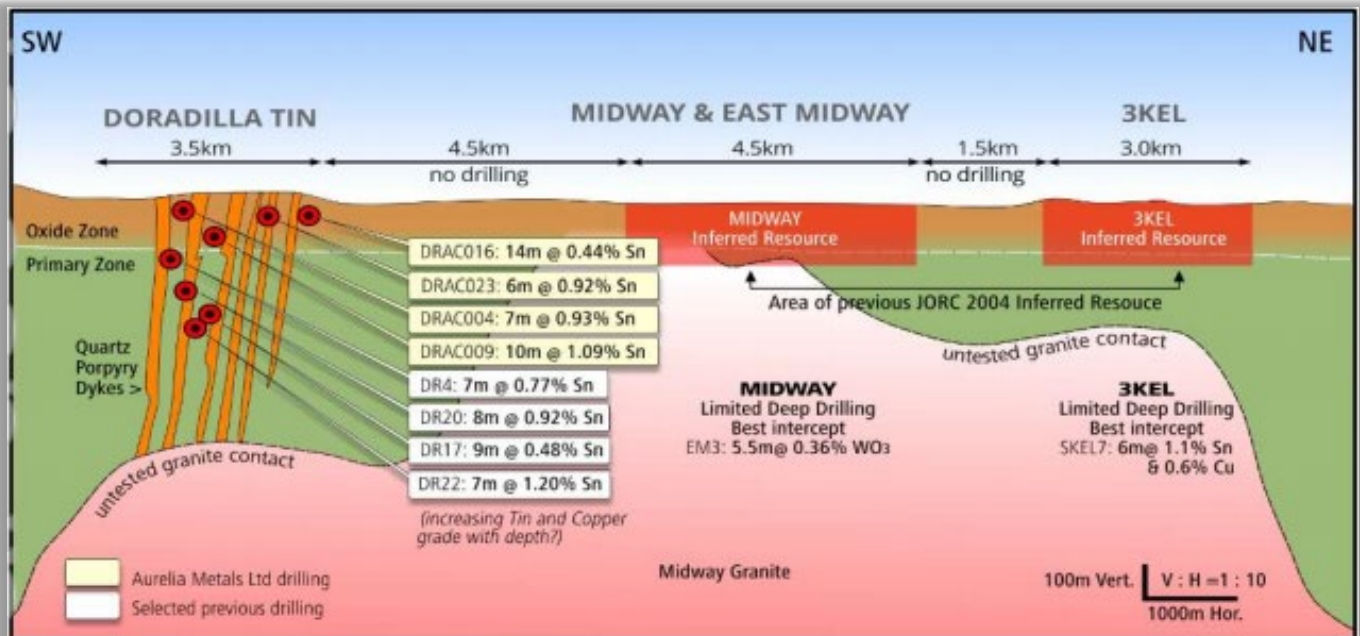 SW
NE
DORADILLA TIN
MIDWAY & EAST MIDWAY
3KEL
3.5km
4.5km
no drilling
4.5km
1.5km
no drilling
3.0km
Oxide Zone
Primary Zone
MIDWAY
Inferred Resource
3KEL
Inferred Resource
DRAC016: 14m @ 0.44% Sn
DRAC023: 6m @ 0.92% Sn
DRAC004: 7m @ 0.93% Sn
DRAC009: 10m @ 1.09% Sn
DR4: 7m @ 0.77% Sn
DR20: 8m @ 0.92% Sn
DR17: 9m @ 0.48% Sn
DR22: 7m @ 1.20% Sn
(increasing Tin and Copper
grade with depth?)
Area of previous JORC 2004 Inferred Resouce
Quartz
Porpyry
Dykes >
untested granite contact
untested granite contact
MIDWAY
Limited Deep Drilling
Best intercept
EM3: 5.5m@ 0.36% WO₃
3KEL
Limited Deep Drilling
Best intercept
SKEL7: 6m@ 1.1% Sn
& 0.6% Cu
Midway Granite
Aurelia Metals Ltd drilling
Selected previous drilling
100m Vert.
V : H =1 : 10
1000m Hor.